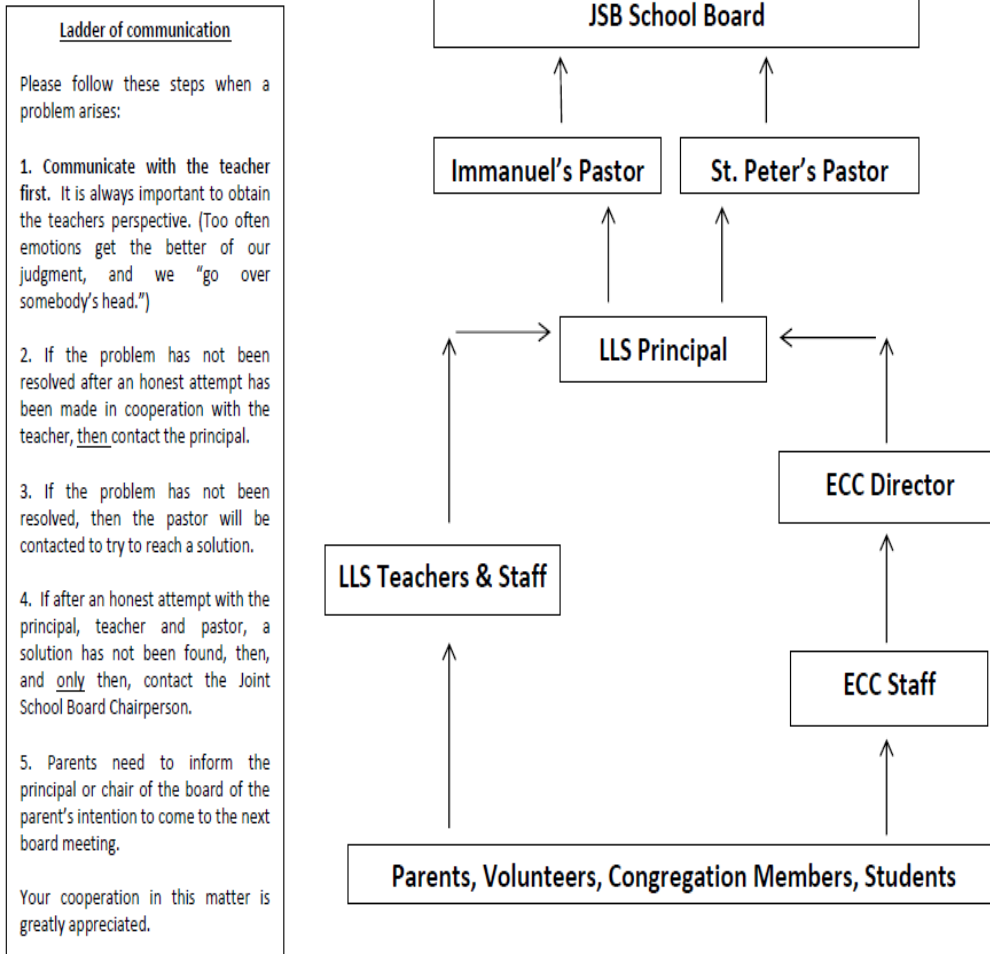 Ladder of communication
Please follow these steps when a
problem arises:
1. Communicate with the teacher
first. It is always important to obtain
the teachers perspective. (Too often
emotions get the better of our
judgment, and we “go over
somebody’s head.”)
2. If the problem has not been
resolved after an honest attempt has
been made in cooperation with the
teacher, then contact the principal.
3. If the problem has not been
resolved, then the pastor will be
contacted to try to reach a solution.
4. If after an honest attempt with the
principal, teacher and pastor, a
solution has not been found, then,
and only then, contact the Joint
School Board Chairperson.
5. Parents need to inform the
principal or chair of the board of the
parent’s intention to come to the next
board meeting.
Your cooperation in this matter is
greatly appreciated.
JSB School Board
Immanuel’s Pastor
St. Peter’s Pastor
LLS Principal
ECC Director
LLS Teachers & Staff
ECC Staff
Parents, Volunteers, Congregation Members, Students